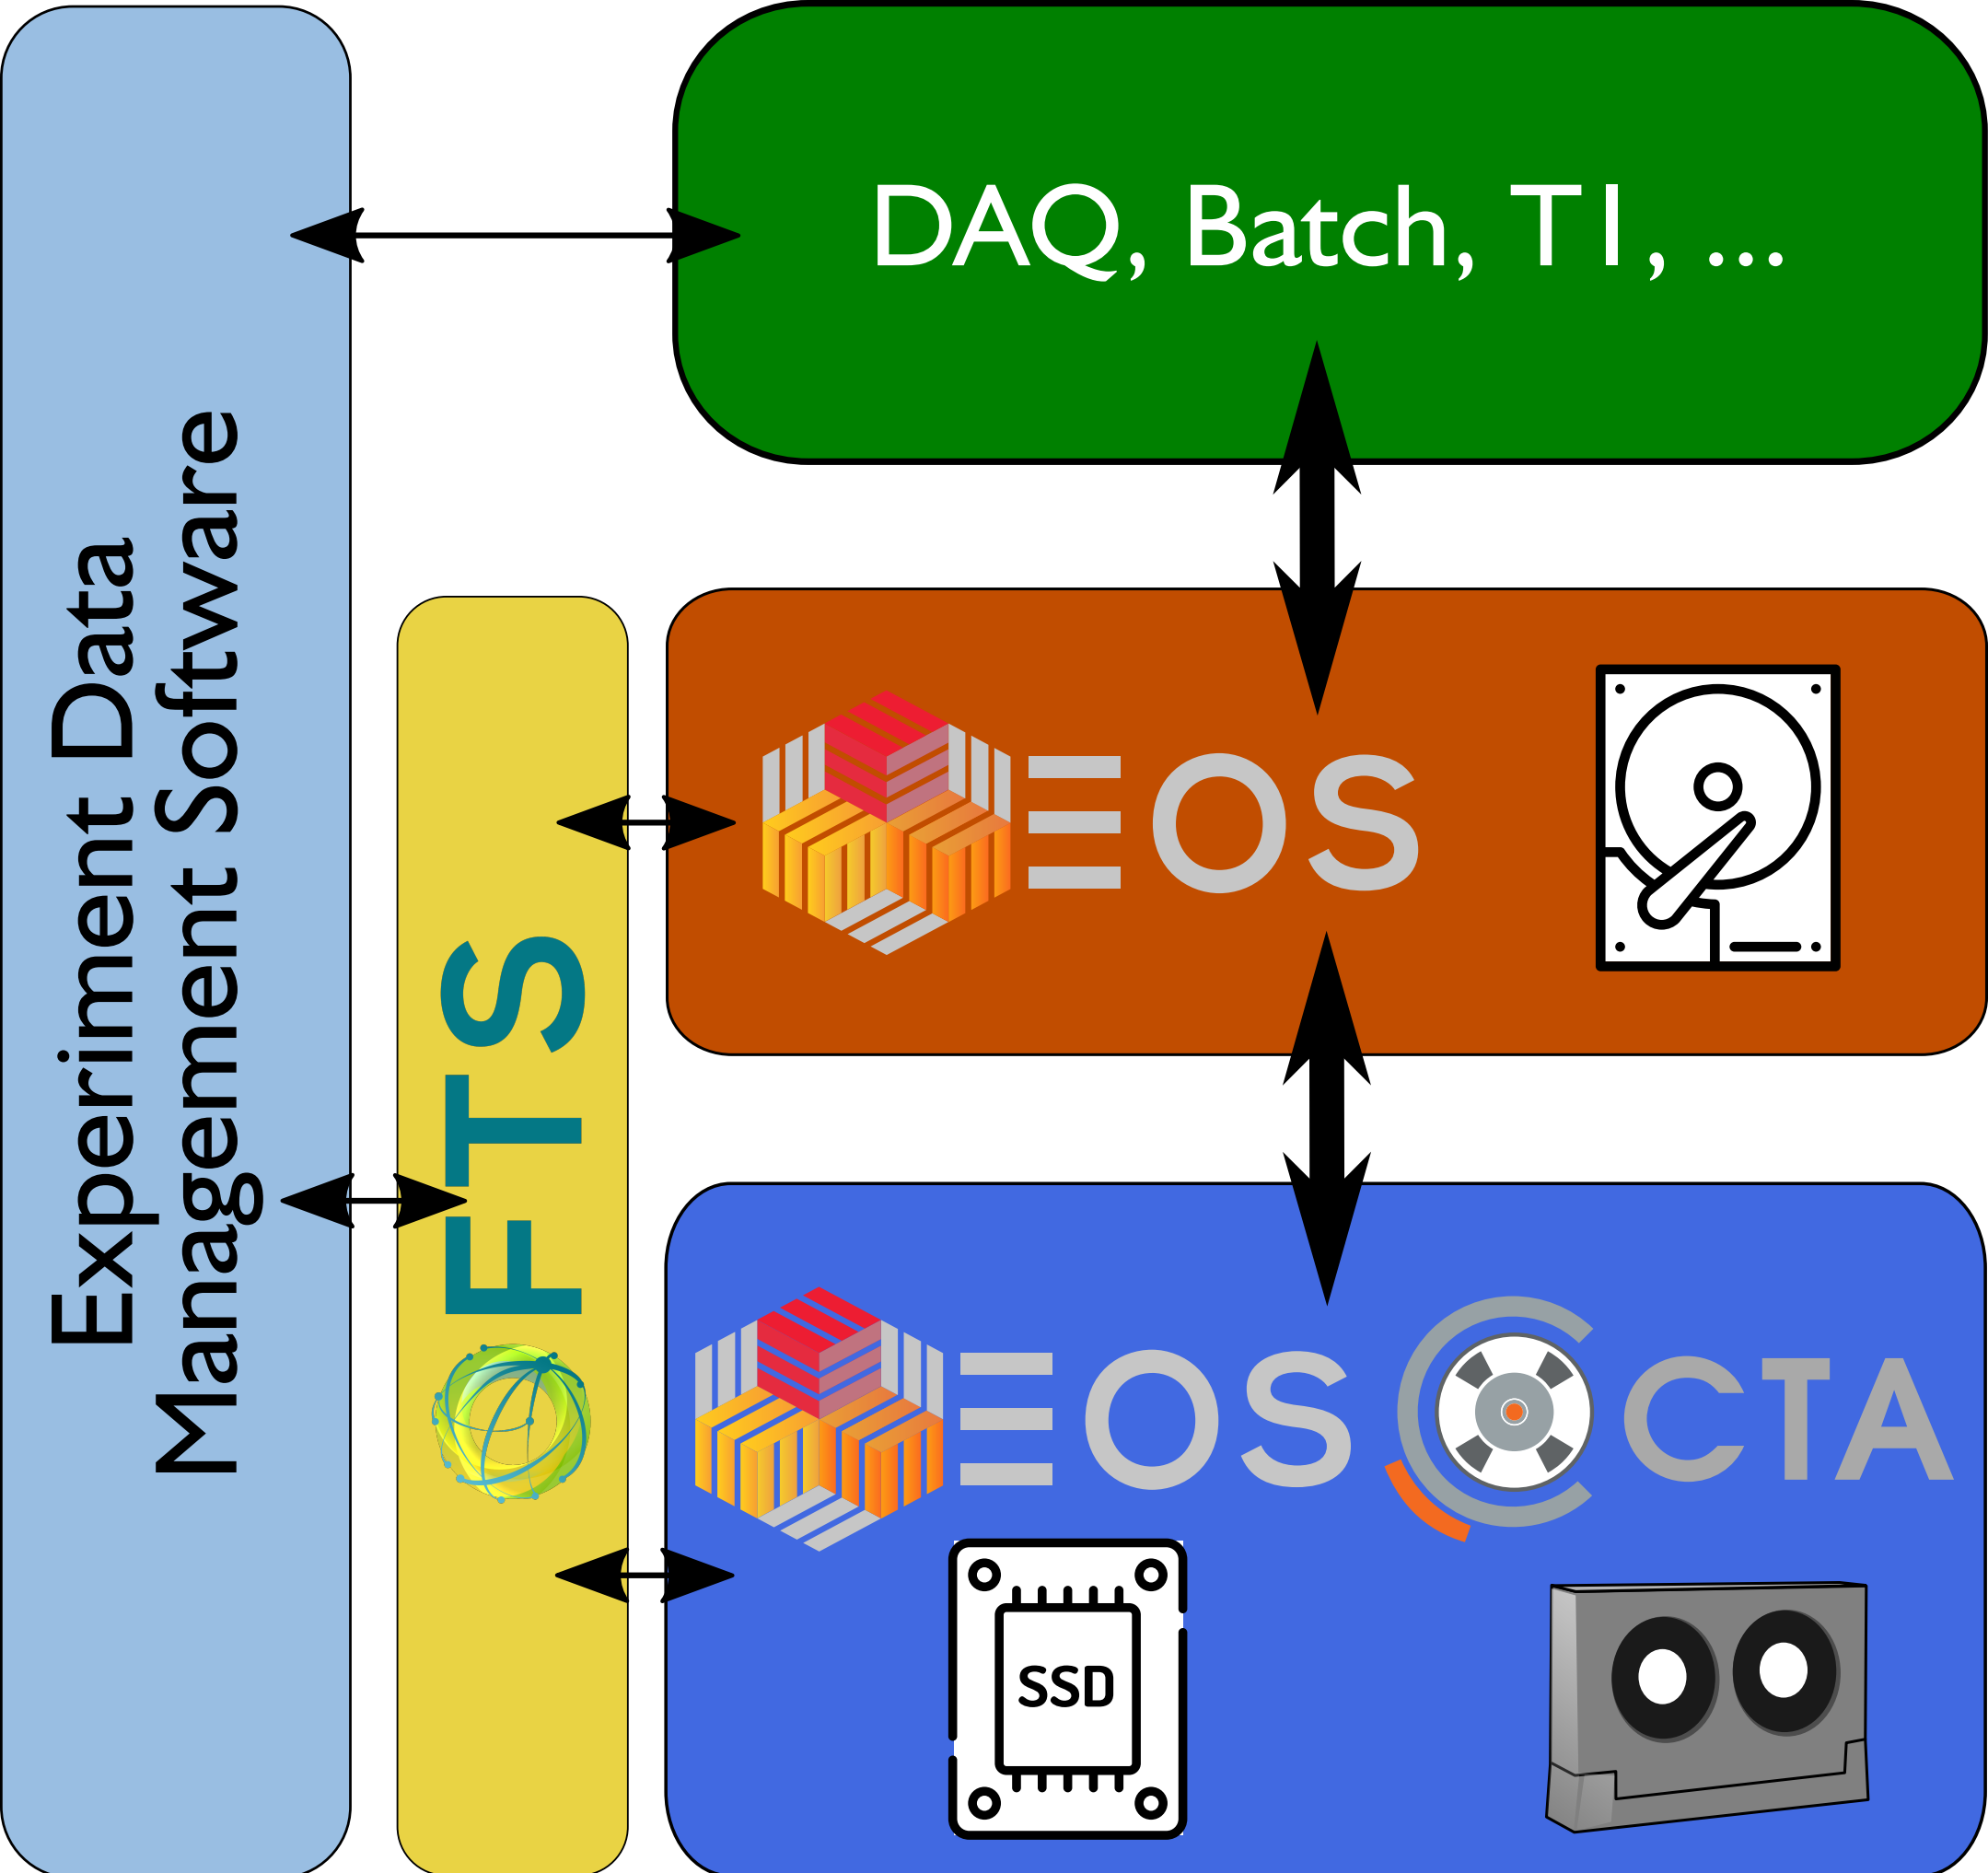 Experiment Data
Management Software
DAQ, Batch, T1, ...
FTS
EOS
EOS
CTA
SSD